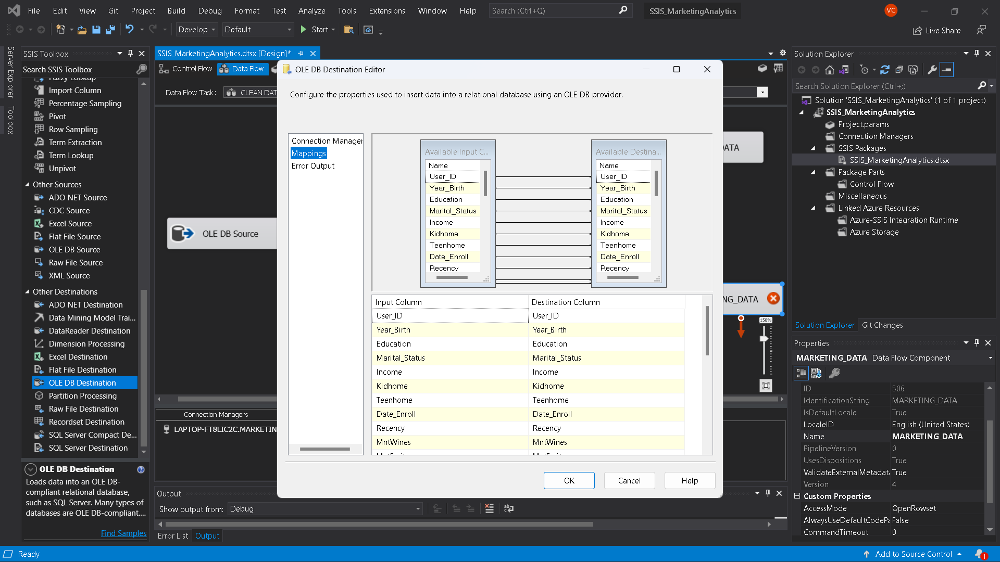 File Edit View Git Project Build Debug Format Test Analyze Tools Extensions Window Help Search (Ctrl+Q) SSIS_MarketingAnalytics VC
Develop Default Start Live Share
Server Explorer
Toolbox
SSIS Toolbox
Search SSIS Toolbox
Fuzzy Lookup
Import Column
Percentage Sampling
Pivot
Row Sampling
Term Extraction
Term Lookup
Unpivot
Other Sources
ADO NET Source
CDC Source
Excel Source
Flat File Source
OLE DB Source
Raw File Source
XML Source
Other Destinations
ADO NET Destination
Data Mining Model Trai...
DataReader Destination
Dimension Processing
Excel Destination
Flat File Destination
OLE DB Destination
Partition Processing
Raw File Destination
Recordset Destination
SQL Server Compact De...
SQL Server Destination
OLE DB Destination
Loads data into an OLE DB-
compliant relational database,
such as SQL Server. Many types of
databases are OLE DB-compliant....
Find Samples
SSIS_MarketingAnalytics.dtsx [Design]*
Control Flow Data Flow
Data Flow Task: CLEAN DAT
OLE DB Source
ATA
NG_DATA
150%
Connection Managers
LAPTOP-FT8LIC2C.MARKETIN
OLE DB Destination Editor
Configure the properties used to insert data into a relational database using an OLE DB provider.
Connection Manager
Mappings
Error Output
Available Input C...
Name
User_ID
Year_Birth
Education
Marital_Status
Income
Kidhome
Teenhome
Date_Enroll
Recency
Available Destina...
Name
User_ID
Year_Birth
Education
Marital_Status
Income
Kidhome
Teenhome
Date_Enroll
Recency
Input Column Destination Column
User_ID User_ID
Year_Birth Year_Birth
Education Education
Marital_Status Marital_Status
Income Income
Kidhome Kidhome
Teenhome Teenhome
Date_Enroll Date_Enroll
Recency Recency
MntWines MntWines
OK Cancel Help
Output
Show output from: Debug
Error List Output
Solution Explorer
Search Solution Explorer (Ctrl+;)
Solution 'SSIS_MarketingAnalytics' (1 of 1 project)
SSIS_MarketingAnalytics
Project.params
Connection Managers
SSIS Packages
SSIS_MarketingAnalytics.dtsx
Package Parts
Control Flow
Miscellaneous
Linked Azure Resources
Azure-SSIS Integration Runtime
Azure Storage
Solution Explorer Git Changes
Properties
MARKETING_DATA Data Flow Component
ID 506
IdentificationString MARKETING_DATA
IsDefaultLocale True
LocaleID English (United States)
Name MARKETING_DATA
PipelineVersion 0
UsesDispositions True
ValidateExternalMetadat True
Version 4
Custom Properties
AccessMode OpenRowset
AlwaysUseDefaultCodePa False
CommandTimeout 0
Ready Add to Source Control 1